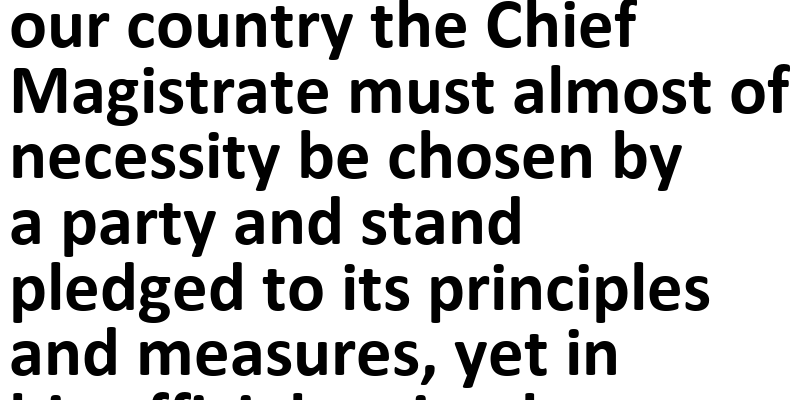 our country the Chief
Magistrate must almost of
necessity be chosen by
a party and stand
pledged to its principles
and measures, yet in